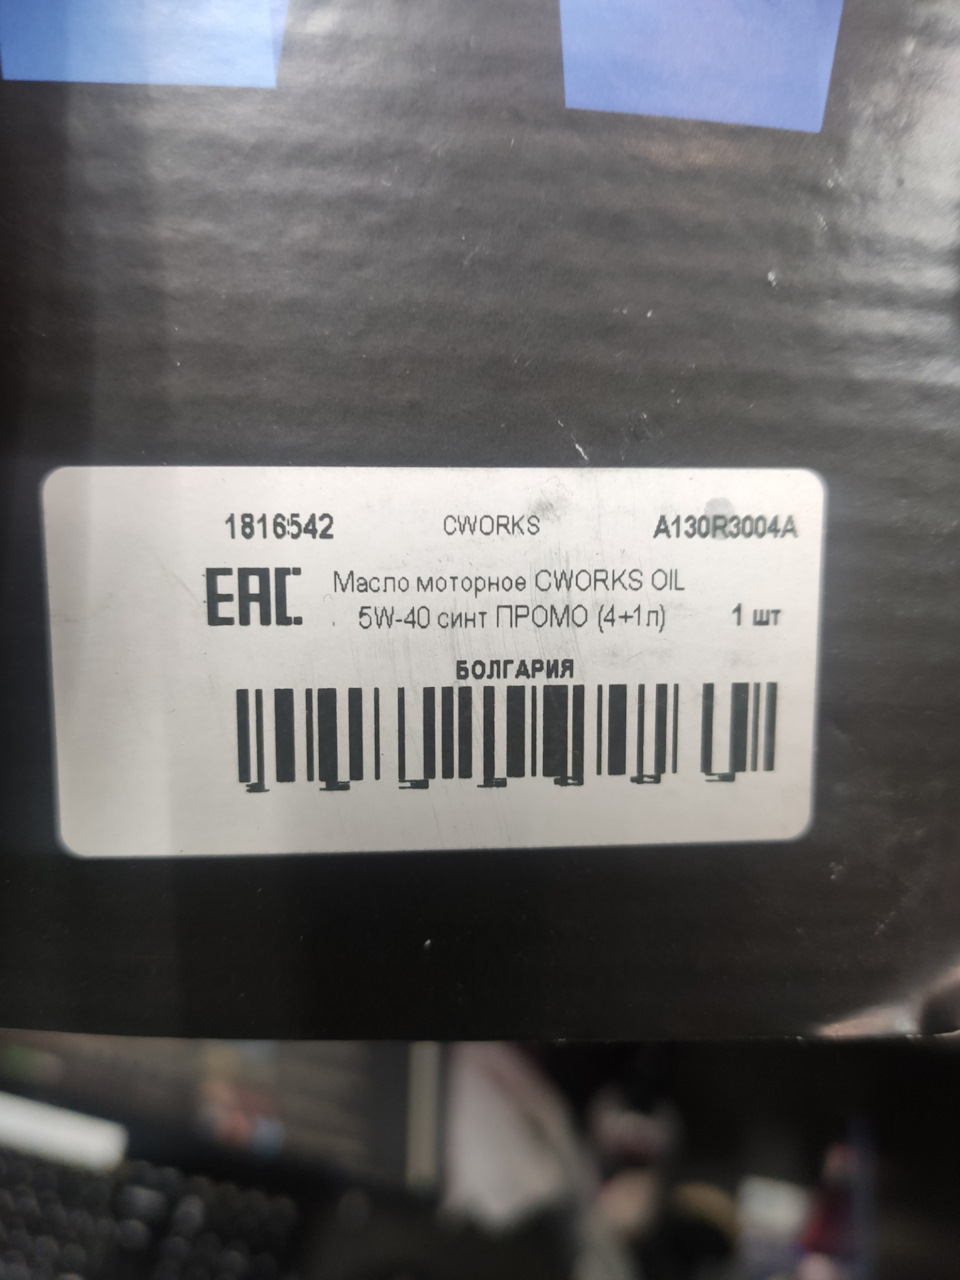 1816542 CWORKS A130R3004A
EAC Масло моторное CWORKS OIL
5W-40 синт ПРОМО (4+1л) 1 шт
БОЛГАРИЯ